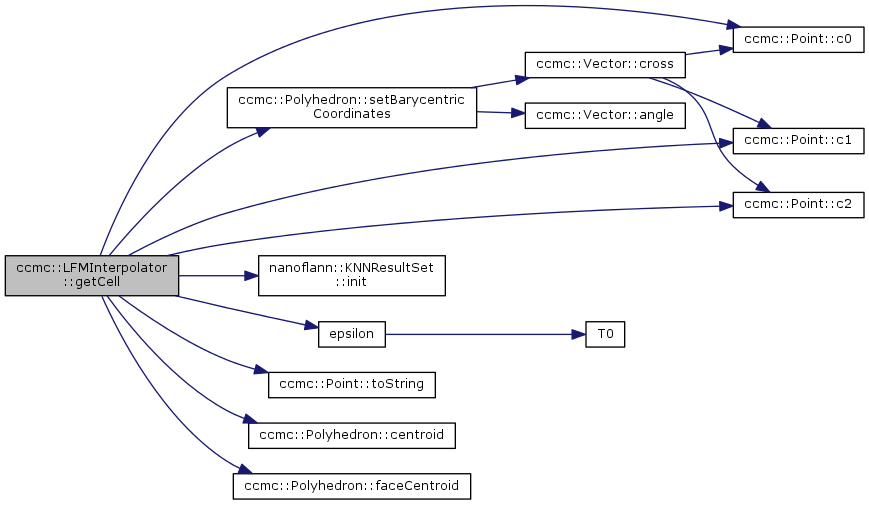 ccmc::Point::c0
ccmc::Vector::cross
ccmc::Polyhedron::setBarycentric
Coordinates
ccmc::Vector::angle
ccmc::Point::c1
ccmc::Point::c2
ccmc::LFMInterpolator
::getCell
nanoflann::KNNResultSet
::init
epsilon
T0
ccmc::Point::toString
ccmc::Polyhedron::centroid
ccmc::Polyhedron::faceCentroid